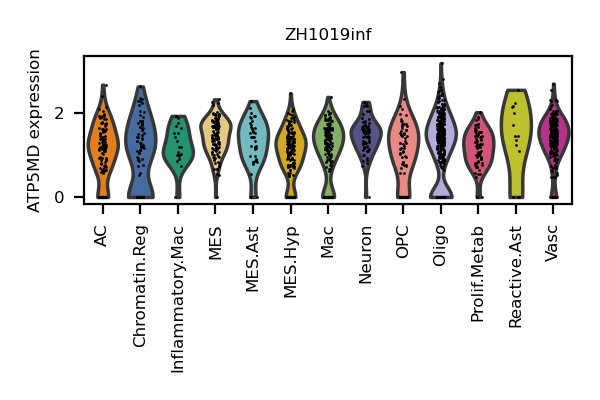 ZH1019inf
ATP5MD expression
2
0
AC
Chromatin.Reg
Inflammatory.Mac
MES
MES.Ast
MES.Hyp
Mac
Neuron
OPC
Oligo
Prolif.Metab
Reactive.Ast
Vasc